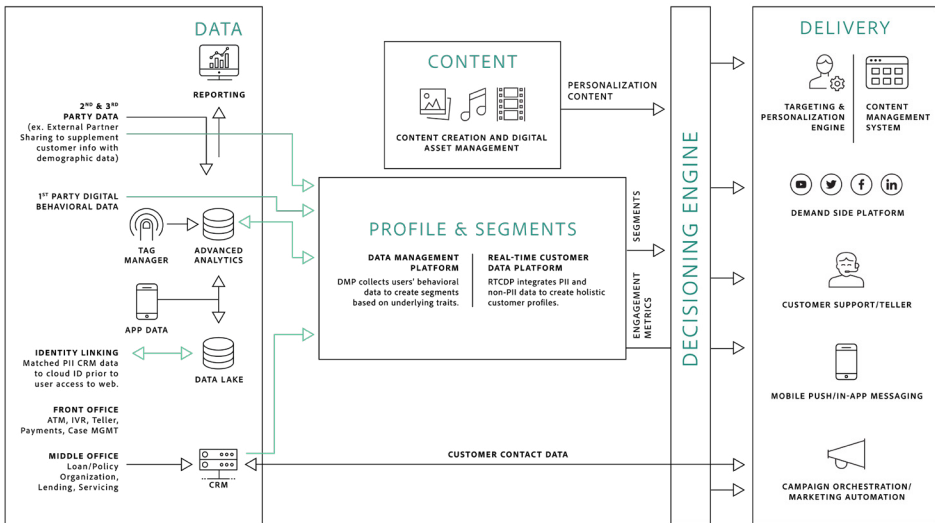 DATA
REPORTING
2ND & 3RD
PARTY DATA
(ex. External Partner
Sharing to supplement
customer info with
demographic data)
1ST PARTY DIGITAL
BEHAVIORAL DATA
TAG
MANAGER
ADVANCED
ANALYTICS
APP DATA
IDENTITY LINKING
Matched PII CRM data
to cloud ID prior to
user access to web.
DATA LAKE
FRONT OFFICE
ATM, IVR, Teller,
Payments, Case MGMT
MIDDLE OFFICE
Loan/Policy
Organization,
Lending, Servicing
CRM
CONTENT
CONTENT CREATION AND DIGITAL
ASSET MANAGEMENT
PERSONALIZATION
CONTENT
PROFILE & SEGMENTS
DATA MANAGEMENT
PLATFORM
DMP collects users' behavioral
data to create segments
based on underlying traits.
REAL-TIME CUSTOMER
DATA PLATFORM
RTCDP integrates PII and
non-PII data to create holistic
customer profiles.
SEGMENTS
ENGAGEMENT
METRICS
CUSTOMER CONTACT DATA
DECISIONING ENGINE
DELIVERY
TARGETING &
PERSONALIZATION
ENGINE
CONTENT
MANAGEMENT
SYSTEM
DEMAND SIDE PLATFORM
CUSTOMER SUPPORT/TELLER
MOBILE PUSH/IN-APP MESSAGING
CAMPAIGN ORCHESTRATION/
MARKETING AUTOMATION